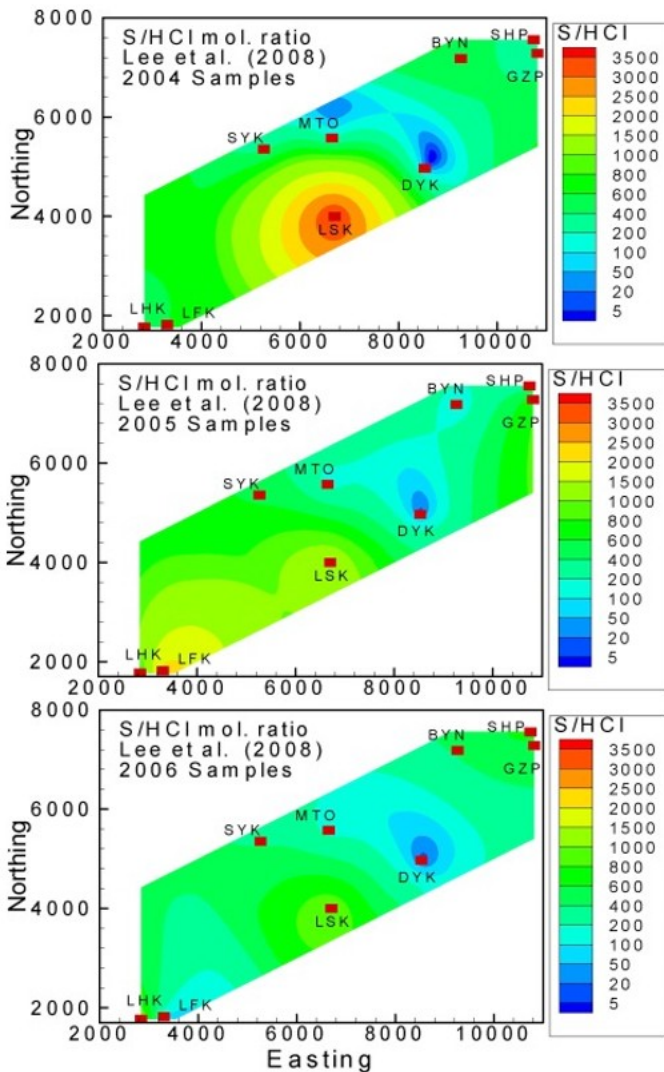 S/HCl mol. ratio
Lee et al. (2008)
2004 Samples
SHP
BYN
GZP
MTO
SYK
DYK
LSK
LHK LFK
Northing
8000
6000
4000
2000
2000 4000 6000 8000 10000
S/HCl
3500
3000
2500
2000
1500
1000
800
600
400
200
100
50
20
5
S/HCl mol. ratio
Lee et al. (2008)
2005 Samples
SHP
BYN
GZP
MTO
SYK
DYK
LSK
LHK LFK
Northing
8000
6000
4000
2000
2000 4000 6000 8000 10000
S/HCl
3500
3000
2500
2000
1500
1000
800
600
400
200
100
50
20
5
S/HCl mol. ratio
Lee et al. (2008)
2006 Samples
SHP
BYN
GZP
MTO
SYK
DYK
LSK
LHK LFK
Northing
8000
6000
4000
2000
2000 4000 6000 8000 10000
Easting
S/HCl
3500
3000
2500
2000
1500
1000
800
600
400
200
100
50
20
5